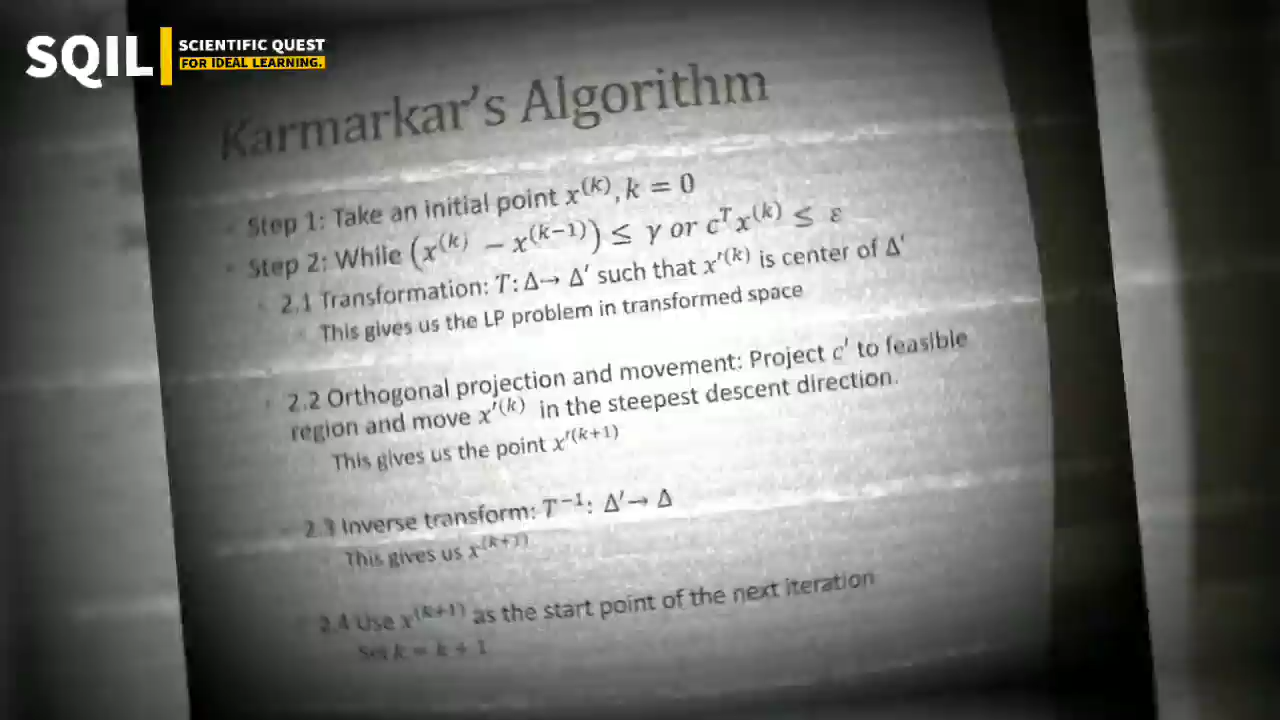 SQIL
SCIENTIFIC QUEST
FOR IDEAL LEARNING.
Karmarkar's Algorithm
Step 1: Take an initial point x^(k), k = 0
Step 2: While (x^(k) − x^(k−1)) ≤ γ or c^T x^(k) ≤ ε
2.1 Transformation: T: Δ→ Δ′ such that x′^(k) is center of Δ′
This gives us the LP problem in transformed space
2.2 Orthogonal projection and movement: Project c′ to feasible
region and move x′^(k) in the steepest descent direction.
This gives us the point x′^(k+1)
2.3 Inverse transform: T^−1: Δ′→ Δ
This gives us x^(k+1)
2.4 Use x^(k+1) as the start point of the next iteration
Set k = k + 1